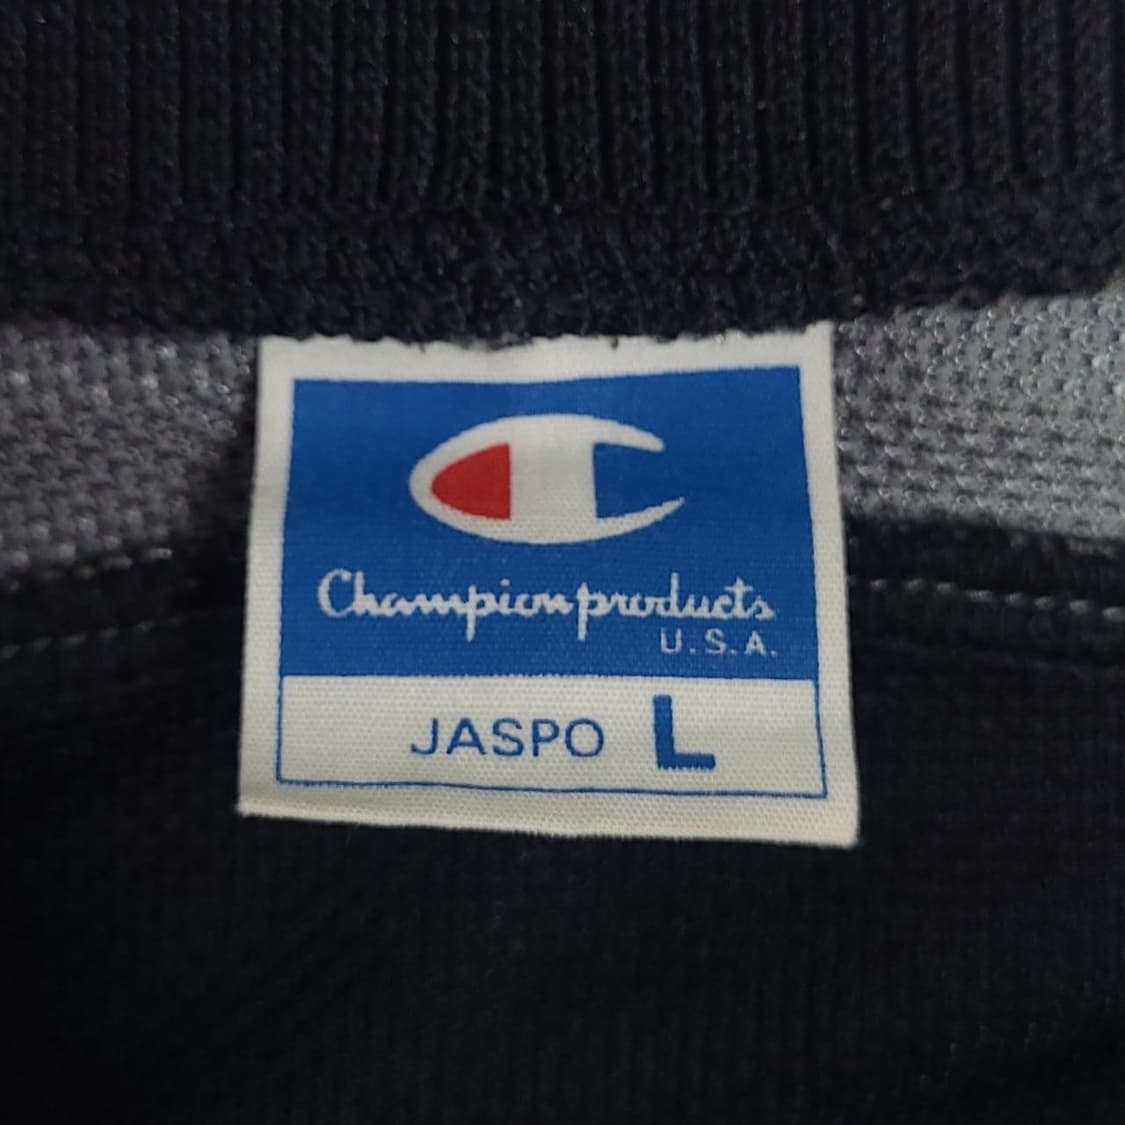 Champion products
U.S.A.
JASPO L